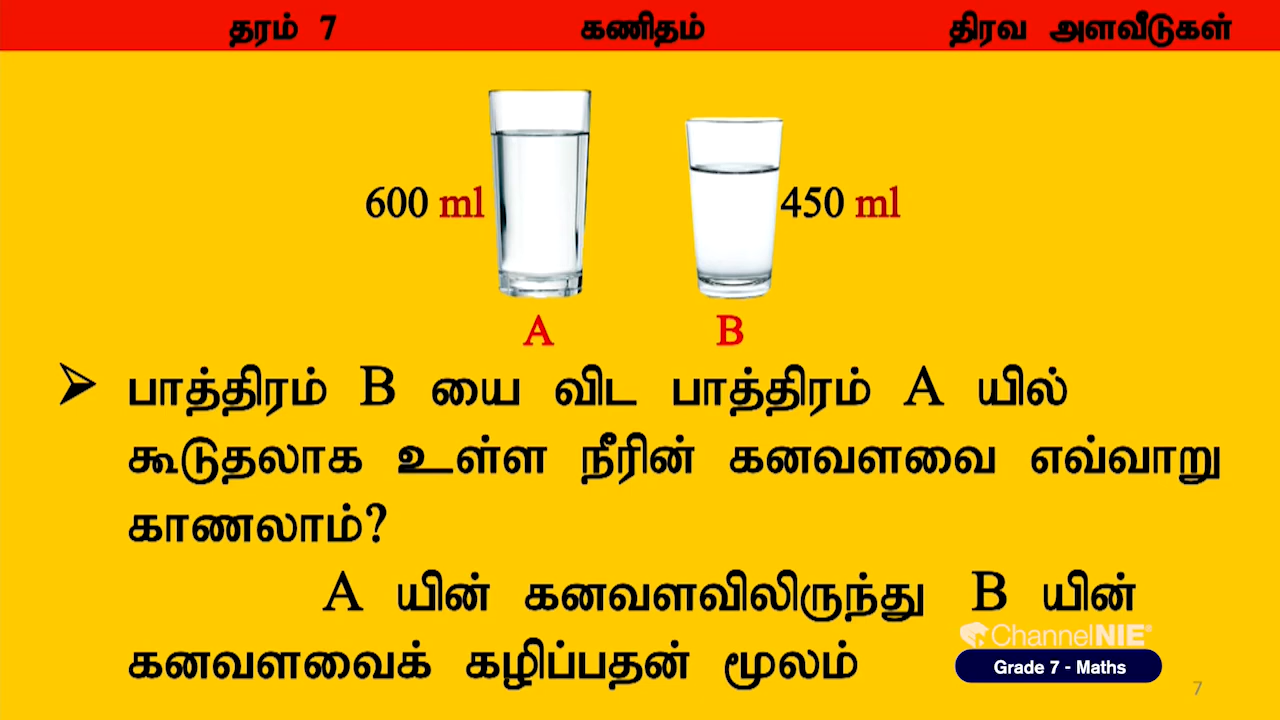 தரம் 7 கணிதம் திரவ அளவீடுகள்
600 ml 450 ml
A B
➢ பாத்திரம் B யை விட பாத்திரம் A யில்
கூடுதலாக உள்ள நீரின் கனவளவை எவ்வாறு
காணலாம்?
A யின் கனவளவிலிருந்து B யின்
கனவளவைக் கழிப்பதன் மூலம்
ChannelNIE
Grade 7 - Maths
7